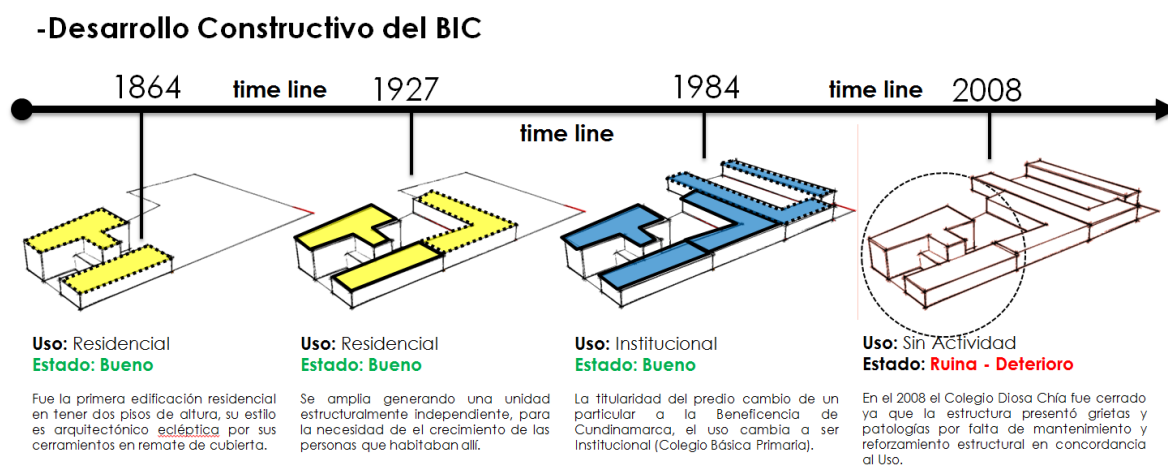 -Desarrollo Constructivo del BIC
1864 time line 1927 1984 time line 2008
time line
Uso: Residencial
Estado: Bueno
Fue la primera edificación residencial
en tener dos pisos de altura, su estilo
es arquitectónico ecléptica por sus
cerramientos en remate de cubierta.
Uso: Residencial
Estado: Bueno
Se amplia generando una unidad
estructuralmente independiente, para
la necesidad de el crecimiento de las
personas que habitaban allí.
Uso: Institucional
Estado: Bueno
La titularidad del predio cambo de un
particular a la Beneficencia de
Cundinamarca, el uso cambia a ser
Institucional (Colegio Básica Primaria).
Uso: Sin Actividad
Estado: Ruina - Deterioro
En el 2008 el Colegio Diosa Chía fue cerrado
ya que la estructura presentó grietas y
patologías por falta de mantenimiento y
reforzamiento estructural en concordancia
al Uso.